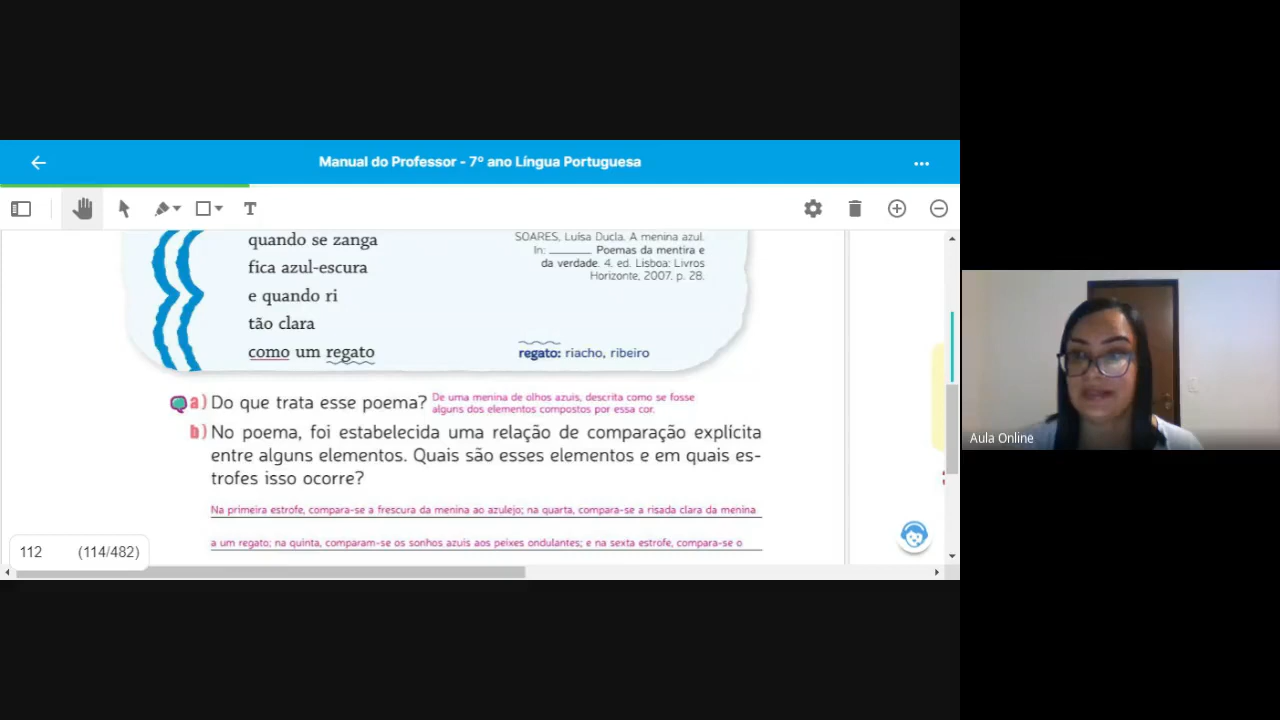 Manual do Professor - 7º ano Língua Portuguesa
T
quando se zanga
fica azul-escura
e quando ri
tão clara
como um regato
SOARES, Luísa Ducla. A menina azul.
In: ________ Poemas da mentira e
da verdade. 4. ed. Lisboa: Livros
Horizonte, 2007. p. 28.
regato: riacho, ribeiro
a) Do que trata esse poema? De uma menina de olhos azuis, descrita como se fosse
alguns dos elementos compostos por essa cor.
b) No poema, foi estabelecida uma relação de comparação explícita
entre alguns elementos. Quais são esses elementos e em quais es-
trofes isso ocorre?
Na primeira estrofe, compara-se a frescura da menina ao azulejo; na quarta, compara-se a risada clara da menina
a um regato; na quinta, comparam-se os sonhos azuis aos peixes ondulantes; e na sexta estrofe, compara-se o
112 (114/482)
Aula Online